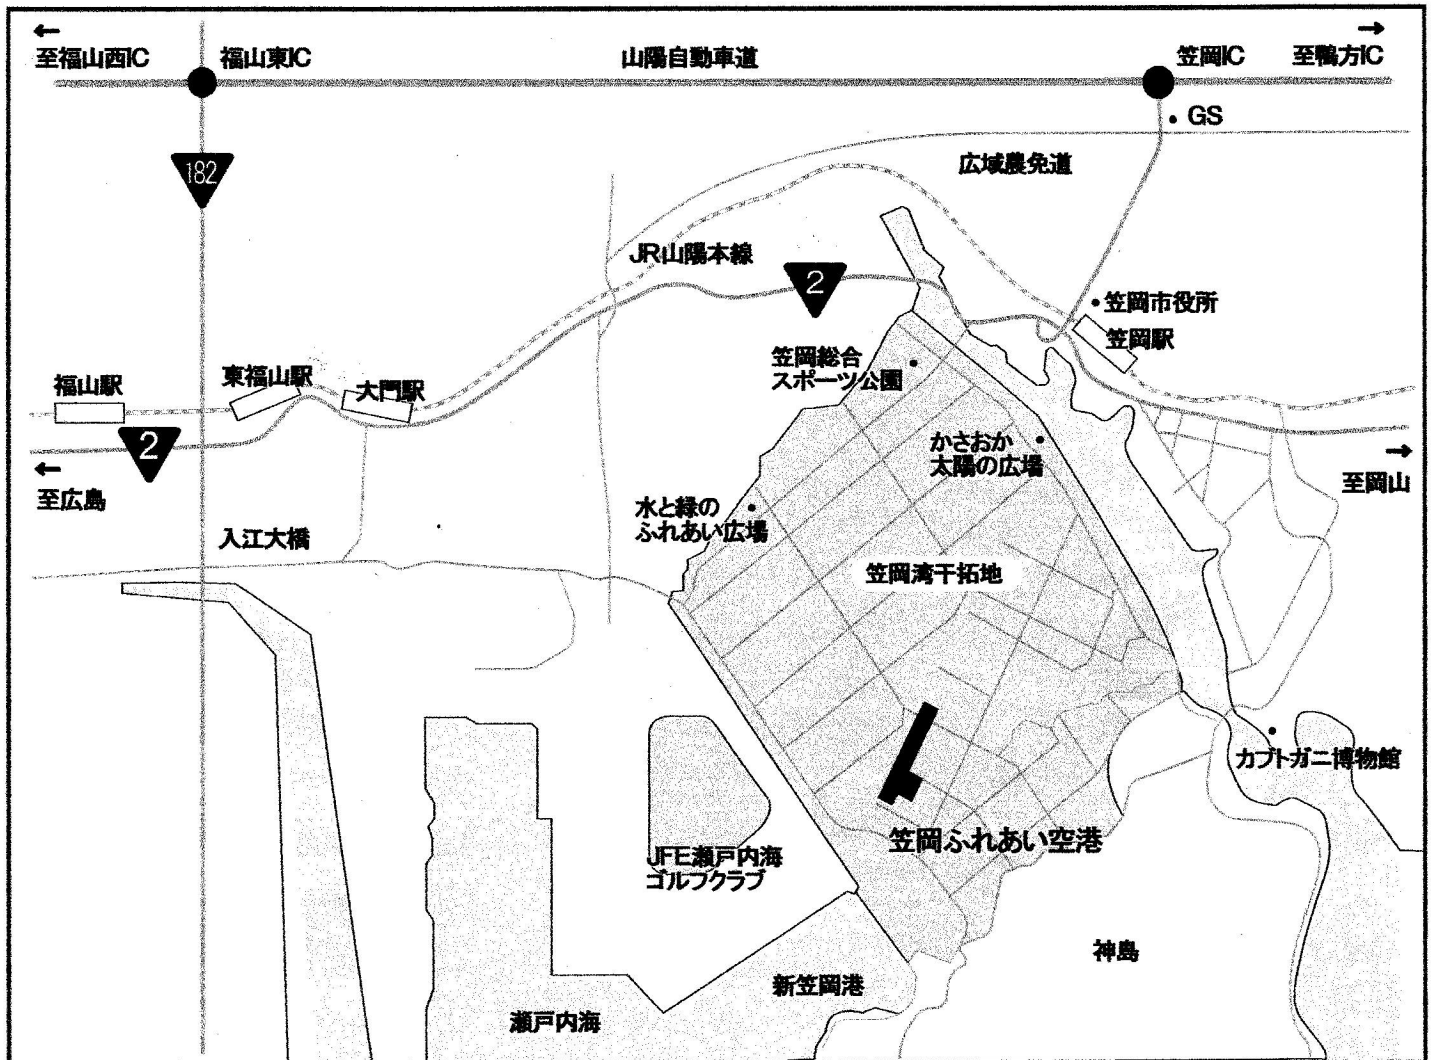 ←
至福山西IC
福山東IC
山陽自動車道
笠岡IC
→
至鴨方IC
GS
182
広域農免道
JR山陽本線
2
笠岡市役所
笠岡駅
笠岡総合
スポーツ公園
福山駅
東福山駅
大門駅
2
←
至広島
かさおか
太陽の広場
→
至岡山
水と緑の
ふれあい広場
入江大橋
笠岡湾干拓地
カブトガニ博物館
笠岡ふれあい空港
JFE瀬戸内海
ゴルフクラブ
神島
新笠岡港
瀬戸内海